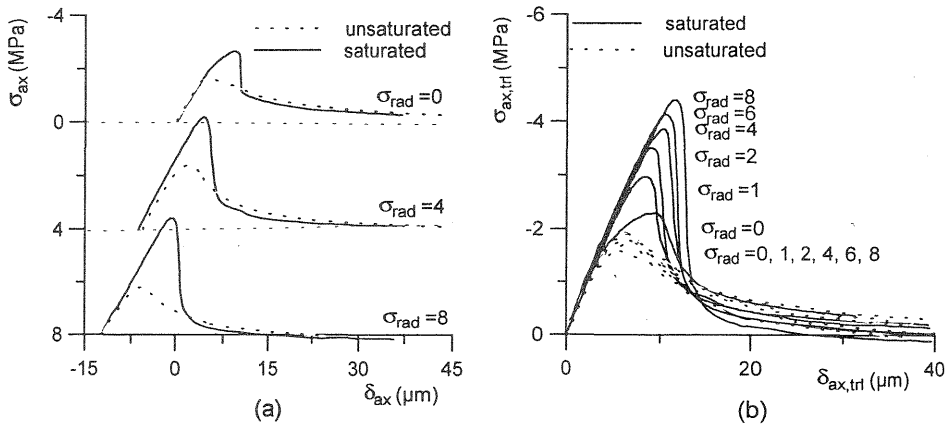 -4
0
4
8
σax (MPa)
unsaturated
saturated
σrad =0
σrad =4
σrad =8
-15
0
15
30
45
δax (µm)
(a)
-6
-4
-2
0
σax,trl (MPa)
saturated
unsaturated
σrad =8
σrad =6
σrad =4
σrad =2
σrad =1
σrad =0
σrad =0, 1, 2, 4, 6, 8
0
20
40
δax,trl (µm)
(b)